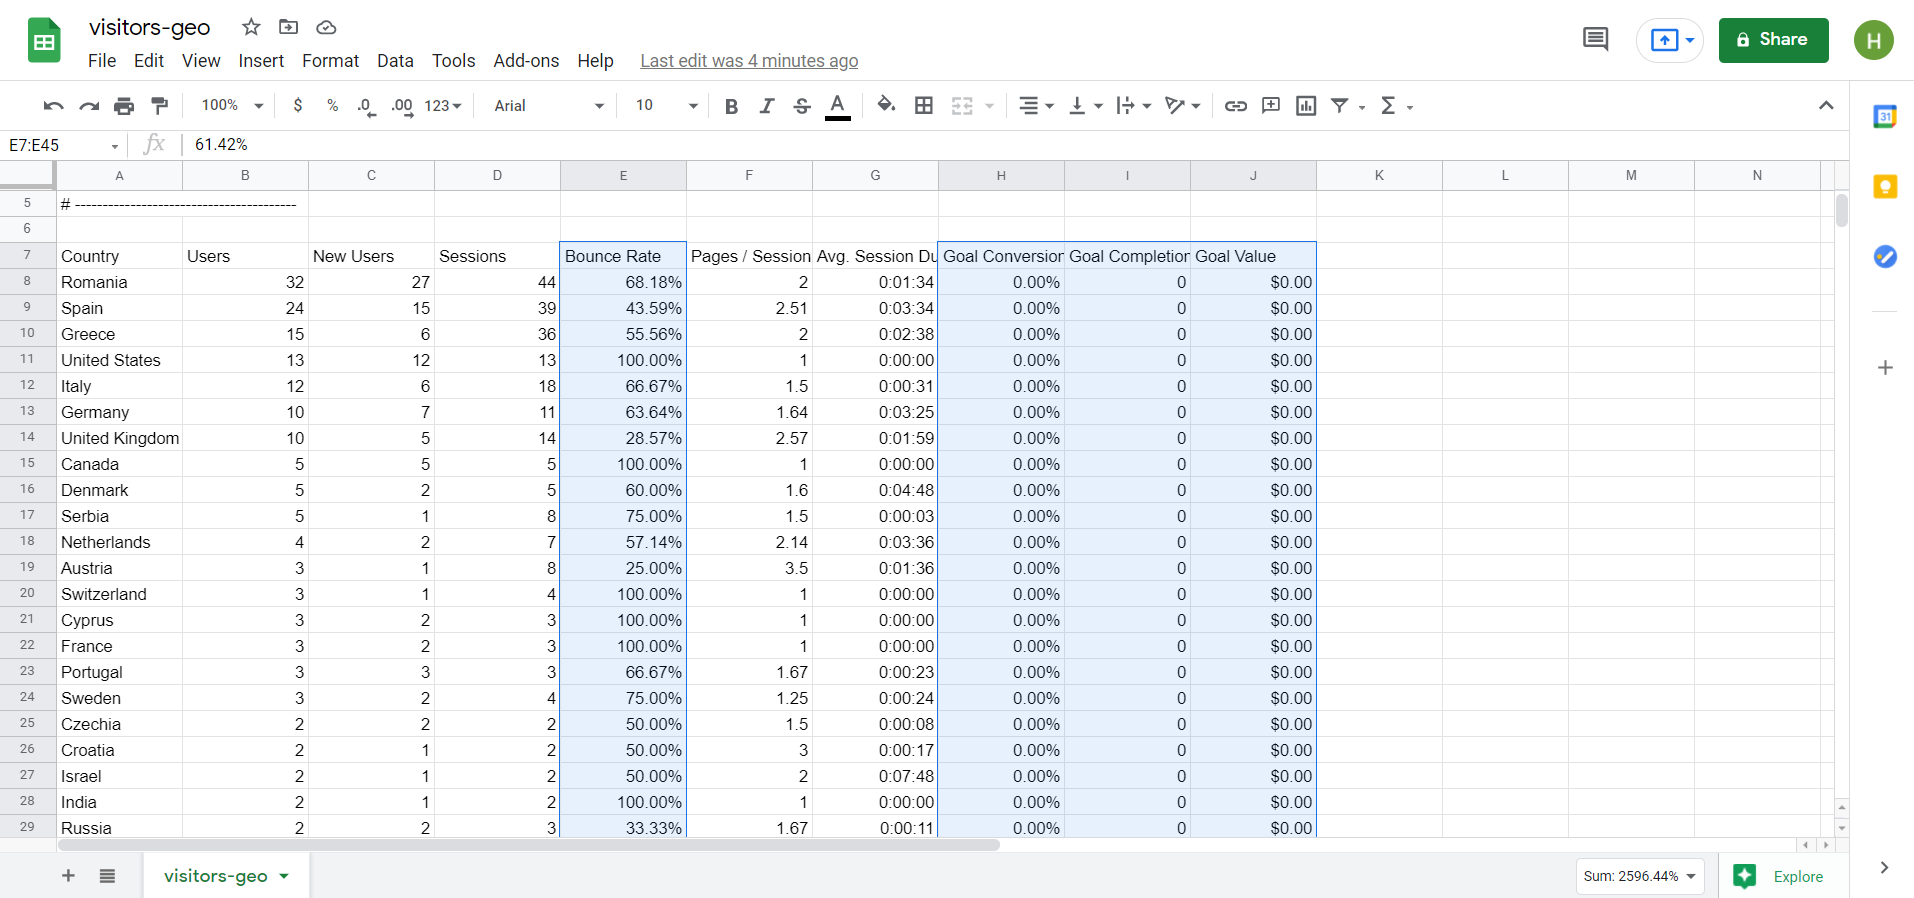 visitors-geo
File Edit View Insert Format Data Tools Add-ons Help Last edit was 4 minutes ago
Share
H
100% $ % .0 .00 123 Arial 10 B I S A Σ
31
E7:E45 fx 61.42%
A B C D E F G H I J K L M N
5 # ----------------------------------------
6
7 Country Users New Users Sessions Bounce Rate Pages / Session Avg. Session Du Goal Conversion Goal Completion Goal Value
8 Romania 32 27 44 68.18% 2 0:01:34 0.00% 0 $0.00
9 Spain 24 15 39 43.59% 2.51 0:03:34 0.00% 0 $0.00
10 Greece 15 6 36 55.56% 2 0:02:38 0.00% 0 $0.00
11 United States 13 12 13 100.00% 1 0:00:00 0.00% 0 $0.00
12 Italy 12 6 18 66.67% 1.5 0:00:31 0.00% 0 $0.00
13 Germany 10 7 11 63.64% 1.64 0:03:25 0.00% 0 $0.00
14 United Kingdom 10 5 14 28.57% 2.57 0:01:59 0.00% 0 $0.00
15 Canada 5 5 5 100.00% 1 0:00:00 0.00% 0 $0.00
16 Denmark 5 2 5 60.00% 1.6 0:04:48 0.00% 0 $0.00
17 Serbia 5 1 8 75.00% 1.5 0:00:03 0.00% 0 $0.00
18 Netherlands 4 2 7 57.14% 2.14 0:03:36 0.00% 0 $0.00
19 Austria 3 1 8 25.00% 3.5 0:01:36 0.00% 0 $0.00
20 Switzerland 3 1 4 100.00% 1 0:00:00 0.00% 0 $0.00
21 Cyprus 3 2 3 100.00% 1 0:00:00 0.00% 0 $0.00
22 France 3 2 3 100.00% 1 0:00:00 0.00% 0 $0.00
23 Portugal 3 3 3 66.67% 1.67 0:00:23 0.00% 0 $0.00
24 Sweden 3 2 4 75.00% 1.25 0:00:24 0.00% 0 $0.00
25 Czechia 2 2 2 50.00% 1.5 0:00:08 0.00% 0 $0.00
26 Croatia 2 1 2 50.00% 3 0:00:17 0.00% 0 $0.00
27 Israel 2 1 2 50.00% 2 0:07:48 0.00% 0 $0.00
28 India 2 1 2 100.00% 1 0:00:00 0.00% 0 $0.00
29 Russia 2 2 3 33.33% 1.67 0:00:11 0.00% 0 $0.00
visitors-geo Sum: 2596.44% Explore